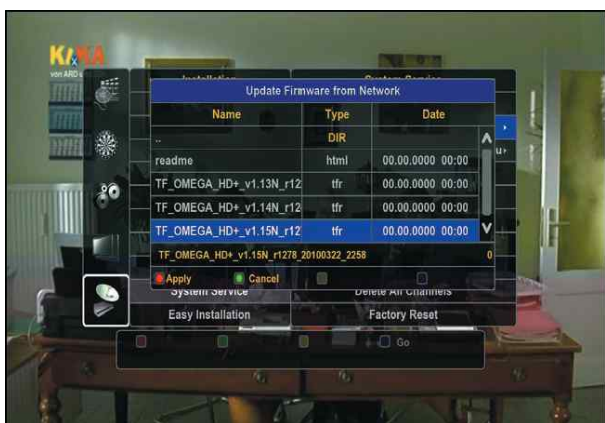 KiKA
von ARD
Installation
System Service
Update Firmware from Network
Name Type Date
.. DIR
readme html 00.00.0000 00:00
TF_OMEGA_HD+_v1.13N_r12 tfr 00.00.0000 00:00
TF_OMEGA_HD+_v1.14N_r12 tfr 00.00.0000 00:00
TF_OMEGA_HD+_v1.15N_r12 tfr 00.00.0000 00:00
TF_OMEGA_HD+_v1.15N_r1278_20100322_2258 0
Apply Cancel
System Service Delete All Channels
Easy Installation Factory Reset
Go